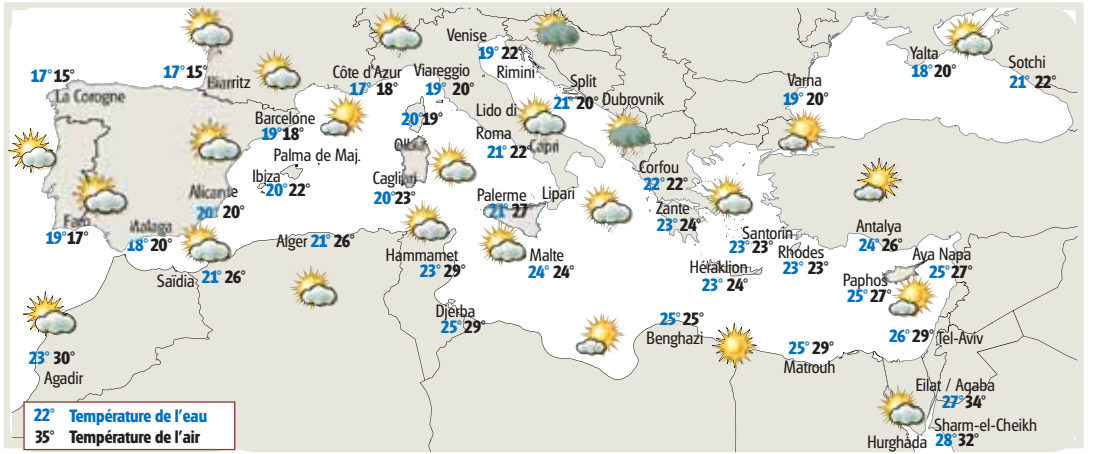 Venise
19° 22°
Rimini
Yalta
18° 20°
Sotchi
21° 22°
17° 15°
La Corogne
17° 15°
Biarritz
Côte d'Azur
17° 18°
Viareggio
19° 20°
Split
21° 20°
Dubrovnik
Varna
19° 20°
Barcelone
19° 18°
20° 19°
Lido di
Roma
21° 22°
Capri
Palma de Maj.
Ibiza
20° 22°
Cagliari
20° 23°
Corfou
22° 22°
Alicante
20° 20°
Palerme
21° 27°
Lipari
Zante
23° 24°
Faro
19° 17°
Malaga
18° 20°
Santorin
23° 23°
Antalya
24° 26°
Alger 21° 26°
Hammamet
23° 29°
Malte
24° 24°
Héraklion
23° 24°
Rhodes
23° 23°
Aya Napa
25° 27°
Saïdia
21° 26°
Paphos
25° 27°
Djerba
25° 29°
25° 25°
Benghazi
26° 29°
Tel-Aviv
23° 30°
Agadir
25° 29°
Matrouh
Eilat / Aqaba
27° 34°
Sharm-el-Cheikh
Hurghada
28° 32°
22° Température de l'eau
35° Température de l'air